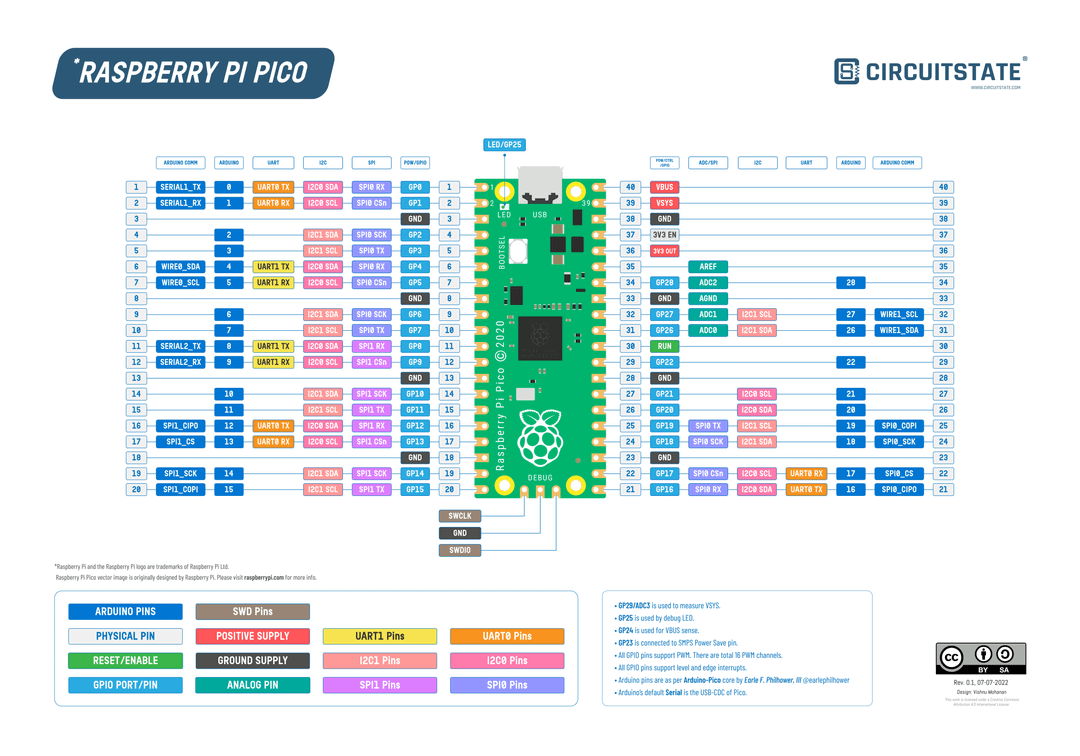 *RASPBERRY PI PICO
CIRCUITSTATE®
WWW.CIRCUITSTATE.COM
LED/GP25
ARDUINO COMM ARDUINO UART I2C SPI POW/GPIO
POW/CTRL /GPIO ADC/SPI I2C UART ARDUINO ARDUINO COMM
1 SERIAL1_TX 0 UART0 TX I2C0 SDA SPI0 RX GP0 1
2 SERIAL1_RX 1 UART0 RX I2C0 SCL SPI0 CSn GP1 2
3 GND 3
4 2 I2C1 SDA SPI0 SCK GP2 4
5 3 I2C1 SCL SPI0 TX GP3 5
6 WIRE0_SDA 4 UART1 TX I2C0 SDA SPI0 RX GP4 6
7 WIRE0_SCL 5 UART1 RX I2C0 SCL SPI0 CSn GP5 7
8 GND 8
9 6 I2C1 SDA SPI0 SCK GP6 9
10 7 I2C1 SCL SPI0 TX GP7 10
11 SERIAL2_TX 8 UART1 TX I2C0 SDA SPI1 RX GP8 11
12 SERIAL2_RX 9 UART1 RX I2C0 SCL SPI1 CSn GP9 12
13 GND 13
14 10 I2C1 SDA SPI1 SCK GP10 14
15 11 I2C1 SCL SPI1 TX GP11 15
16 SPI1_CIPO 12 UART0 TX I2C0 SDA SPI1 RX GP12 16
17 SPI1_CS 13 UART0 RX I2C0 SCL SPI1 CSn GP13 17
18 GND 18
19 SPI1_SCK 14 I2C1 SDA SPI1 SCK GP14 19
20 SPI1_COPI 15 I2C1 SCL SPI1 TX GP15 20
1
2
39
LED USB
BOOTSEL
Raspberry Pi Pico © 2020
DEBUG
40 VBUS 40
39 VSYS 39
38 GND 38
37 3V3 EN 37
36 3V3 OUT 36
35 AREF 35
34 GP28 ADC2 28 34
33 GND AGND 33
32 GP27 ADC1 I2C1 SCL 27 WIRE1_SCL 32
31 GP26 ADC0 I2C1 SDA 26 WIRE1_SDA 31
30 RUN 30
29 GP22 22 29
28 GND 28
27 GP21 I2C0 SCL 21 27
26 GP20 I2C0 SDA 20 26
25 GP19 SPI0 TX I2C1 SCL 19 SPI0_COPI 25
24 GP18 SPI0 SCK I2C1 SDA 18 SPI0_SCK 24
23 GND 23
22 GP17 SPI0 CSn I2C0 SCL UART0 RX 17 SPI0_CS 22
21 GP16 SPI0 RX I2C0 SDA UART0 TX 16 SPI0_CIPO 21
SWCLK
GND
SWDIO
*Raspberry Pi and the Raspberry Pi logo are trademarks of Raspberry Pi Ltd.
Raspberry Pi Pico vector image is originally designed by Raspberry Pi. Please visit raspberrypi.com for more info.
ARDUINO PINS SWD Pins
PHYSICAL PIN POSITIVE SUPPLY UART1 Pins UART0 Pins
RESET/ENABLE GROUND SUPPLY I2C1 Pins I2C0 Pins
GPIO PORT/PIN ANALOG PIN SPI1 Pins SPI0 Pins
• GP29/ADC3 is used to measure VSYS.
• GP25 is used by debug LED.
• GP24 is used for VBUS sense.
• GP23 is connected to SMPS Power Save pin.
• All GPIO pins support PWM. There are total 16 PWM channels.
• All GPIO pins support level and edge interrupts.
• Arduino pins are as per Arduino-Pico core by Earle F. Philhower, III @earlephilhower
• Arduino's default Serial is the USB-CDC of Pico.
cc BY SA
Rev. 0.1, 07-07-2022
Design: Vishnu Mohanan
This work is licensed under a Creative Commons
Attribution 4.0 International License